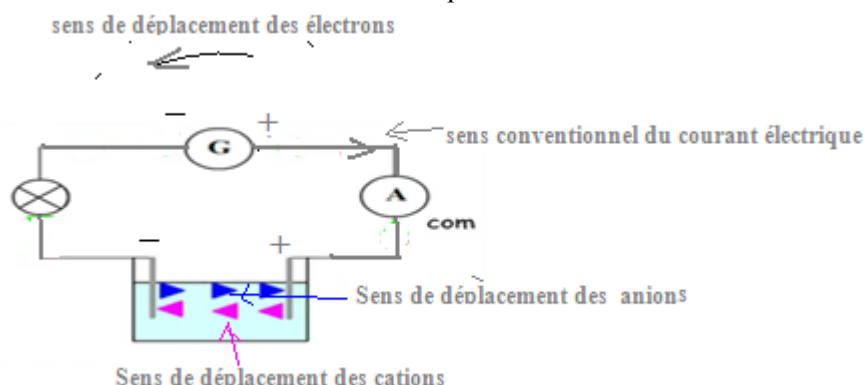 sens de déplacement des électrons
− +
G
sens conventionnel du courant électrique
A
com
− +
Sens de déplacement des anions
Sens de déplacement des cations